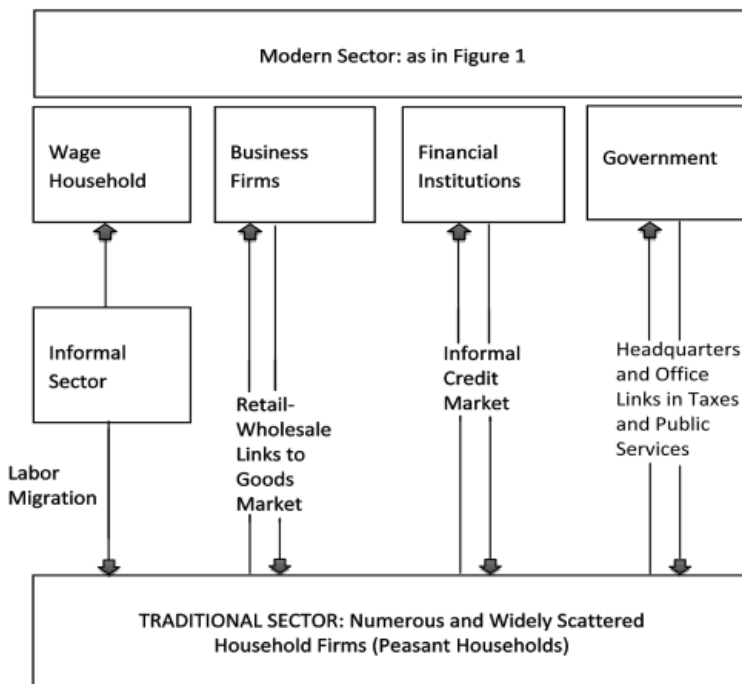 Modern Sector: as in Figure 1
Wage
Household
Business
Firms
Financial
Institutions
Government
Informal
Sector
Labor
Migration
Retail-
Wholesale
Links to
Goods
Market
Informal
Credit
Market
Headquarters
and Office
Links in Taxes
and Public
Services
TRADITIONAL SECTOR: Numerous and Widely Scattered
Household Firms (Peasant Households)